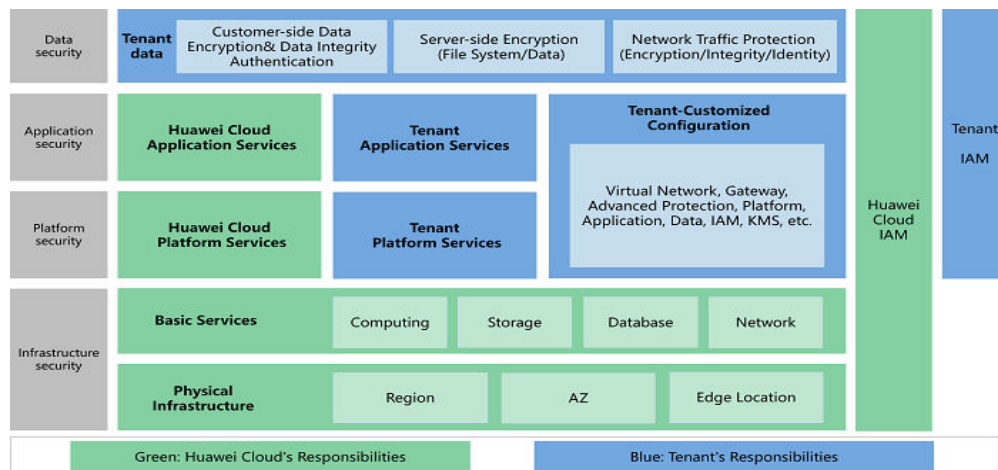 Data
security
Tenant
data
Customer-side Data
Encryption& Data Integrity
Authentication
Server-side Encryption
(File System/Data)
Network Traffic Protection
(Encryption/Integrity/Identity)
Application
security
Huawei Cloud
Application Services
Tenant
Application Services
Tenant-Customized
Configuration
Virtual Network, Gateway,
Advanced Protection, Platform,
Application, Data, IAM, KMS, etc.
Platform
security
Huawei Cloud
Platform Services
Tenant
Platform Services
Huawei
Cloud
IAM
Tenant
IAM
Infrastructure
security
Basic Services
Computing
Storage
Database
Network
Physical
Infrastructure
Region
AZ
Edge Location
Green: Huawei Cloud's Responsibilities
Blue: Tenant's Responsibilities